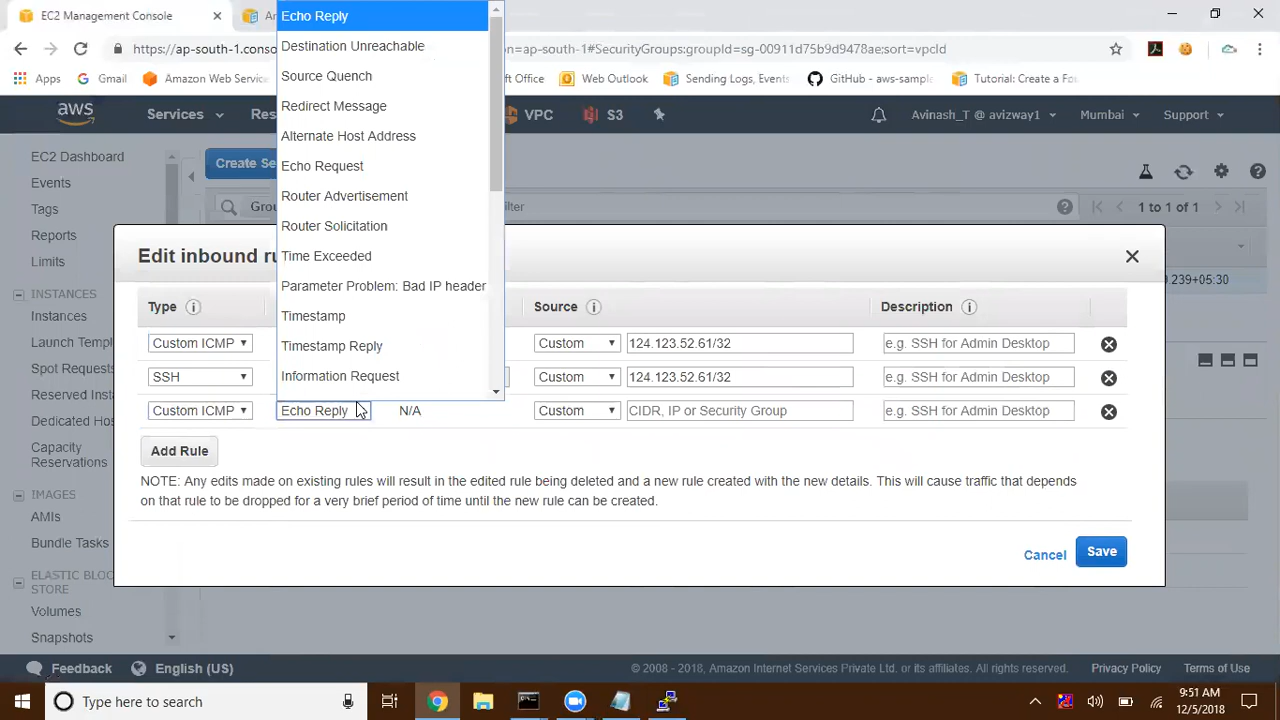 EC2 Management Console
An
https://ap-south-1.conso
on=ap-south-1#SecurityGroups:groupId=sg-00911d75b9d9478ae;sort=vpcId
Apps
Gmail
Amazon Web Service
oft Office
Web Outlook
Sending Logs, Events
GitHub - aws-sample
Tutorial: Create a Fo
aws
Services
Res
VPC
S3
Avinash_T @ avizway1
Mumbai
Support
EC2 Dashboard
Events
Tags
Reports
Limits
INSTANCES
Instances
Launch Templ
Spot Requests
Reserved Inst
Dedicated Host
Capacity
Reservations
IMAGES
AMIs
Bundle Tasks
ELASTIC BLOC
STORE
Volumes
Snapshots
Create Se
Grou
filter
1 to 1 of 1
.239+05:30
Echo Reply
Destination Unreachable
Source Quench
Redirect Message
Alternate Host Address
Echo Request
Router Advertisement
Router Solicitation
Time Exceeded
Parameter Problem: Bad IP header
Timestamp
Timestamp Reply
Information Request
Edit inbound ru
Type
Source
Description
Custom ICMP
Custom
124.123.52.61/32
e.g. SSH for Admin Desktop
SSH
Custom
124.123.52.61/32
e.g. SSH for Admin Desktop
Custom ICMP
Echo Reply
N/A
Custom
CIDR, IP or Security Group
e.g. SSH for Admin Desktop
Add Rule
NOTE: Any edits made on existing rules will result in the edited rule being deleted and a new rule created with the new details. This will cause traffic that depends
on that rule to be dropped for a very brief period of time until the new rule can be created.
Cancel
Save
Feedback
English (US)
© 2008 - 2018, Amazon Internet Services Private Ltd. or its affiliates. All rights reserved.
Privacy Policy
Terms of Use
Type here to search
9:51 AM
12/5/2018